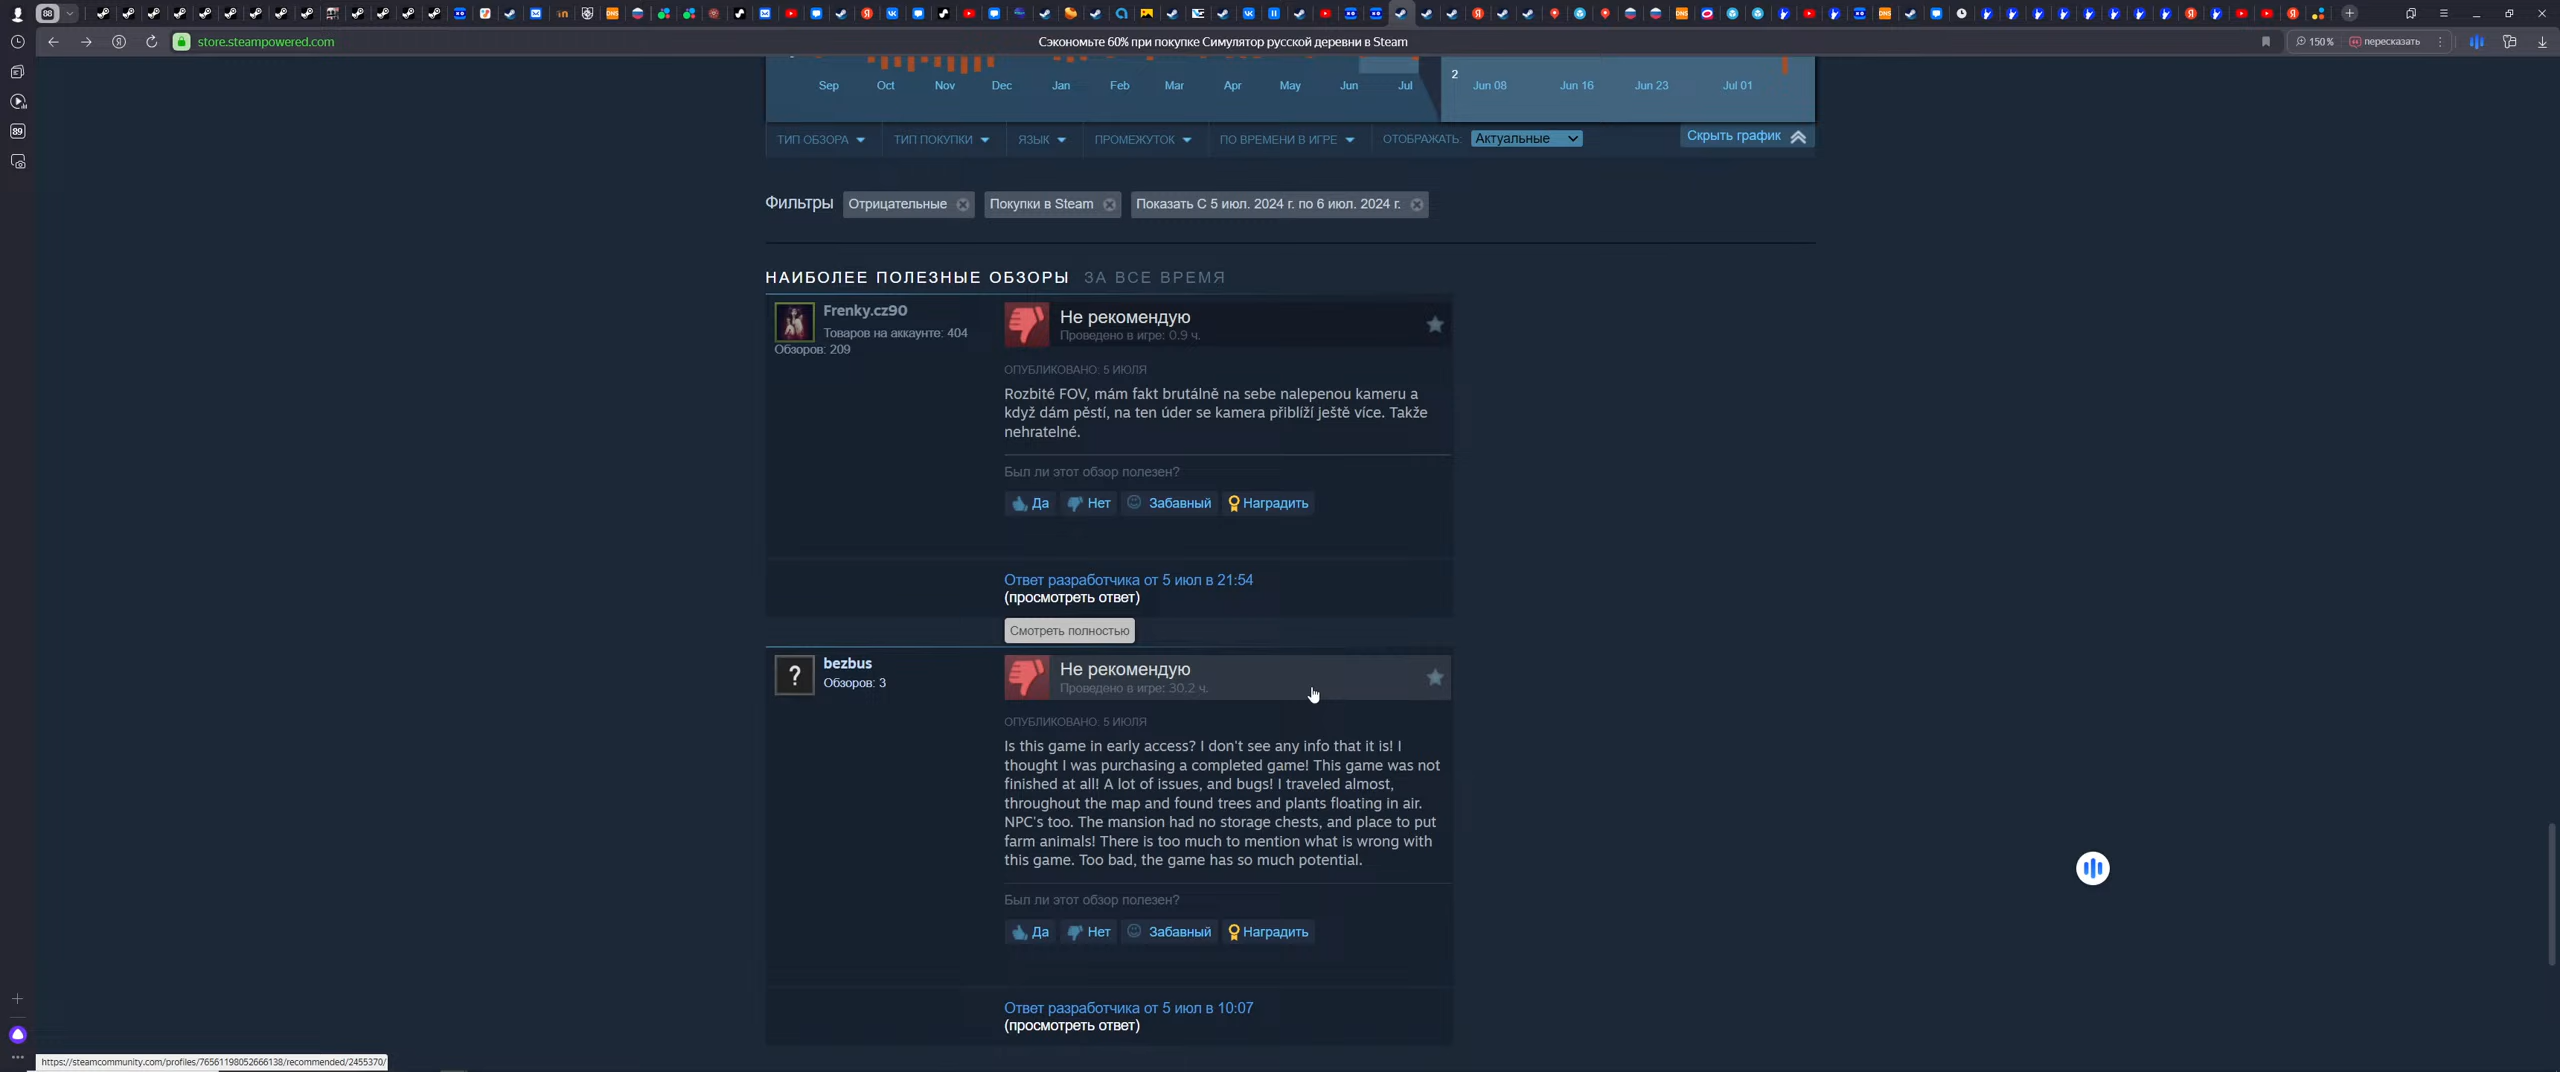 88
store.steampowered.com
Сэкономьте 60% при покупке Симулятор русской деревни в Steam
150%
пересказать
89
Sep Oct Nov Dec Jan Feb Mar Apr May Jun Jul
2
Jun 08 Jun 16 Jun 23 Jul 01
ТИП ОБЗОРА ТИП ПОКУПКИ ЯЗЫК ПРОМЕЖУТОК ПО ВРЕМЕНИ В ИГРЕ ОТОБРАЖАТЬ: Актуальные
Скрыть график
Фильтры Отрицательные Покупки в Steam Показать С 5 июл. 2024 г. по 6 июл. 2024 г.
НАИБОЛЕЕ ПОЛЕЗНЫЕ ОБЗОРЫ ЗА ВСЕ ВРЕМЯ
Frenky.cz90
Товаров на аккаунте: 404
Обзоров: 209
Не рекомендую
Проведено в игре: 0.9 ч.
ОПУБЛИКОВАНО: 5 ИЮЛЯ
Rozbité FOV, mám fakt brutálně na sebe nalepenou kameru a
když dám pěstí, na ten úder se kamera přiblíží ještě více. Takže
nehratelné.
Был ли этот обзор полезен?
Да Нет Забавный Наградить
Ответ разработчика от 5 июл в 21:54
(просмотреть ответ)
Смотреть полностью
bezbus
Обзоров: 3
Не рекомендую
Проведено в игре: 30.2 ч.
ОПУБЛИКОВАНО: 5 ИЮЛЯ
Is this game in early access? I don't see any info that it is! I
thought I was purchasing a completed game! This game was not
finished at all! A lot of issues, and bugs! I traveled almost,
throughout the map and found trees and plants floating in air.
NPC's too. The mansion had no storage chests, and place to put
farm animals! There is too much to mention what is wrong with
this game. Too bad, the game has so much potential.
Был ли этот обзор полезен?
Да Нет Забавный Наградить
Ответ разработчика от 5 июл в 10:07
(просмотреть ответ)
https://steamcommunity.com/profiles/76561198052666138/recommended/2455370/